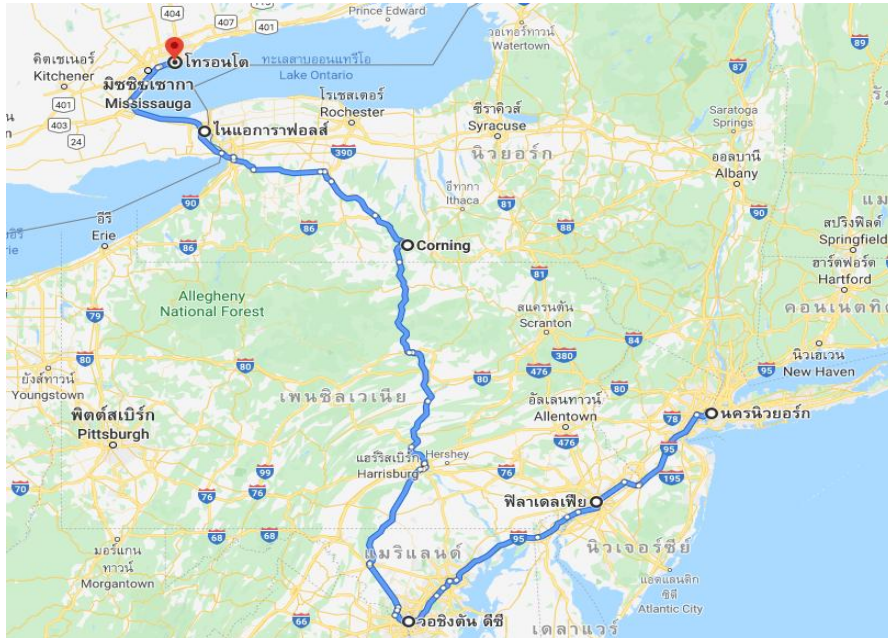 404
407
401
404
Prince Edward
วอเทอร์ทาวน์
Watertown
89
คิตเชเนอร์
Kitchener
401
403
24
โทรอนโต
ทะเลสาบออนแทรีโอ
Lake Ontario
มิซซิซเซากา
Mississauga
87
ไนแอการาฟอลส์
โรเชสเตอร์
Rochester
390
ซีราคิวส์
Syracuse
นิวยอร์ก
Saratoga
Springs
ออลบานี
Albany
90
90
อีรี
Erie
86
86
อีทากา
Ithaca
81
88
Corning
81
สปริงฟิลด์
Springfield
ฮาร์ตฟอร์ด
Hartford
คอนเนตทิ
Allegheny
National Forest
79
80
80
สแครนตัน
Scranton
84
380
476
80
80
95
นิวเฮเวน
New Haven
ยังส์ทาวน์
Youngstown
เพนซิลเวเนีย
อัลเลนทาวน์
Allentown
78
นครนิวยอร์ก
พิตต์สเบิร์ก
Pittsburgh
476
95
195
แฮร์ริสเบิร์ก
Harrisburg
Hershey
76
70
99
76
76
ฟิลาเดลเฟีย
68
68
มอร์แกน
ทาวน์
Morgantown
95
แมริแลนด์
นิวเจอร์ซีย์
แอตแลนติก
ซิตี
Atlantic City
66
วอชิงตัน ดีซี
เดลาแวร์